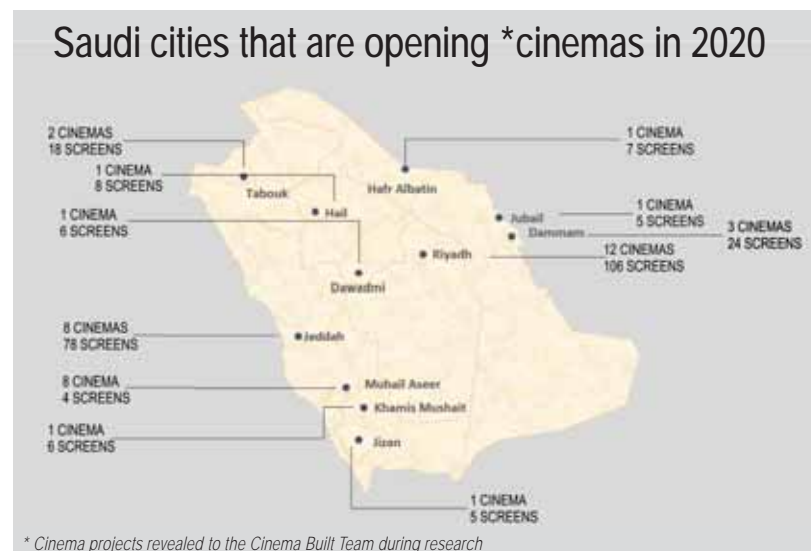 Saudi cities that are opening *cinemas in 2020
2 CINEMAS
18 SCREENS
1 CINEMA
8 SCREENS
1 CINEMA
6 SCREENS
8 CINEMAS
78 SCREENS
8 CINEMA
4 SCREENS
1 CINEMA
6 SCREENS
1 CINEMA
7 SCREENS
1 CINEMA
5 SCREENS
3 CINEMAS
24 SCREENS
12 CINEMAS
106 SCREENS
1 CINEMA
5 SCREENS
Tabouk
Hafr Albatin
Hail
Jubail
Dammam
Riyadh
Dawadmi
Jeddah
Muhail Aseer
Khamis Mushait
Jizan
* Cinema projects revealed to the Cinema Built Team during research